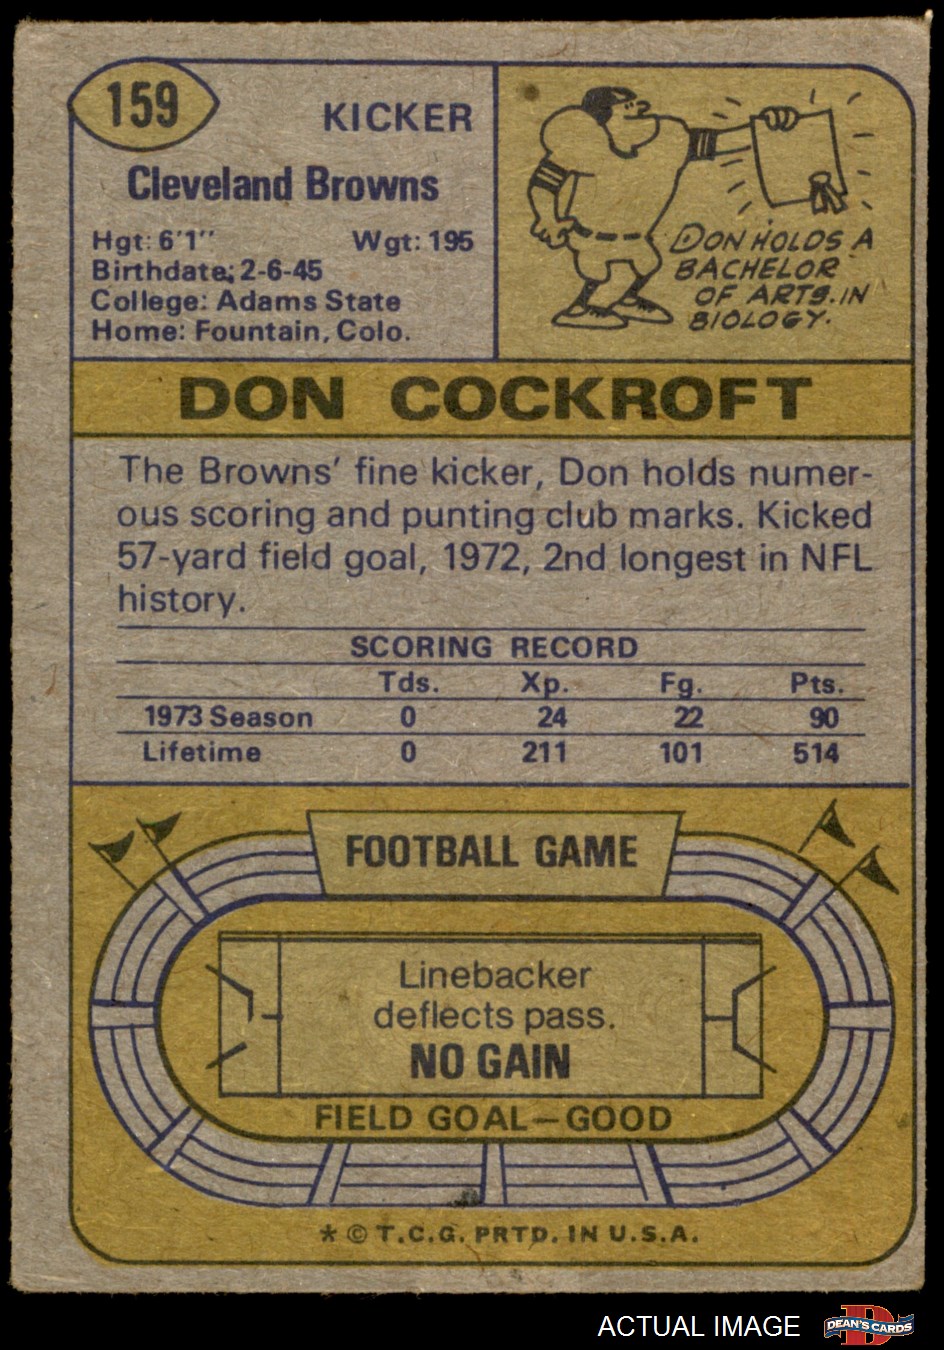 159
KICKER
Cleveland Browns
Hgt: 6'1"
Wgt: 195
Birthdate: 2-6-45
College: Adams State
Home: Fountain, Colo.
DON HOLDS A
BACHELOR
OF ARTS. IN
BIOLOGY.
DON COCKROFT
The Browns' fine kicker, Don holds numer-
ous scoring and punting club marks. Kicked
57-yard field goal, 1972, 2nd longest in NFL
history.
SCORING RECORD
Tds. Xp. Fg. Pts.
1973 Season 0 24 22 90
Lifetime 0 211 101 514
FOOTBALL GAME
Linebacker
deflects pass.
NO GAIN
FIELD GOAL—GOOD
* © T.C.G. PRTD. IN U.S.A.
ACTUAL IMAGE
DEAN'S CARDS